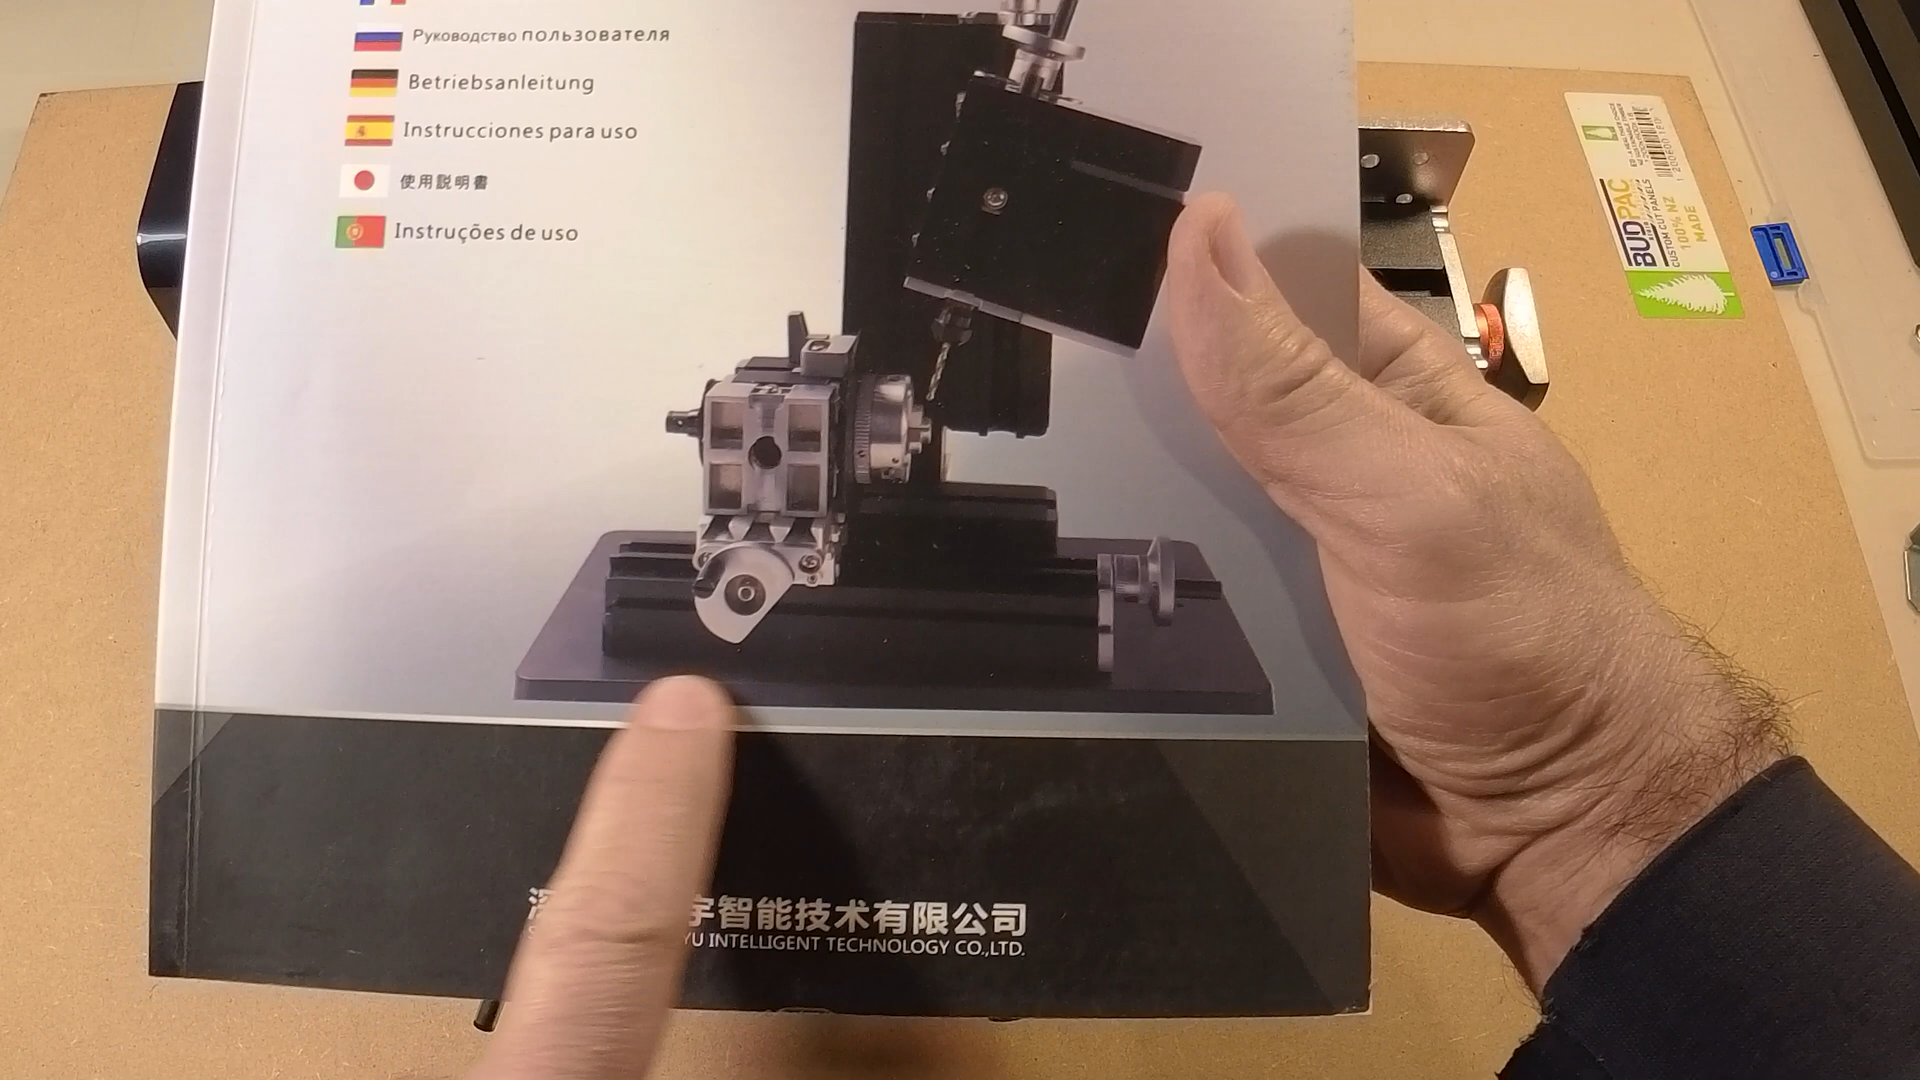 Руководство пользователя
Betriebsanleitung
Instrucciones para uso
使用説明書
Instruções de uso
宇智能技术有限公司
YU INTELLIGENT TECHNOLOGY CO.,LTD.
BUDPAC
CUSTOM CUT PANELS
100% NZ
MADE